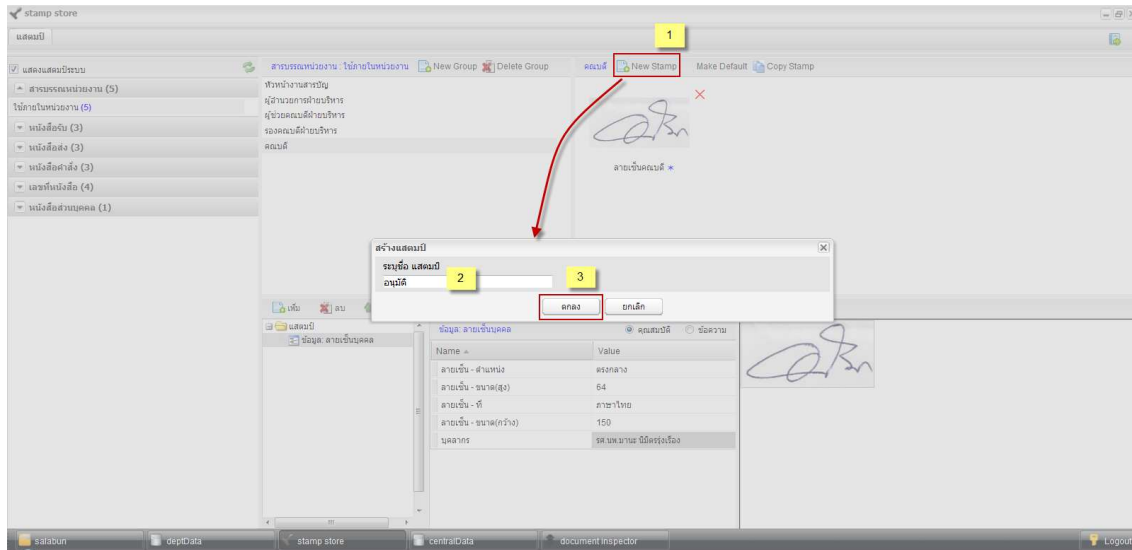 stamp store
แสตมป์
1
แสดงแสตมป์ระบบ
สารบรรณหน่วยงาน : ใช้ภายในหน่วยงาน New Group Delete Group
คณบดี New Stamp Make Default Copy Stamp
สารบรรณหน่วยงาน (5)
ใช้ภายในหน่วยงาน (5)
หนังสือรับ (3)
หนังสือส่ง (3)
หนังสือคำสั่ง (3)
เลขที่หนังสือ (4)
หนังสือส่วนบุคคล (1)
หัวหน้างานสารบัญ
ผู้อำนวยการฝ่ายบริหาร
ผู้ช่วยคณบดีฝ่ายบริหาร
รองคณบดีฝ่ายบริหาร
คณบดี
ลายเซ็นคณบดี
สร้างแสตมป์
ระบุชื่อ แสตมป์
อนุมัติ
2
3
ตกลง ยกเลิก
เพิ่ม ลบ
แสตมป์
ข้อมูล: ลายเซ็นบุคคล
ข้อมูล: ลายเซ็นบุคคล คุณสมบัติ ข้อความ
Name Value
ลายเซ็น - ตำแหน่ง ตรงกลาง
ลายเซ็น - ขนาด(สูง) 64
ลายเซ็น - ที่ ภาษาไทย
ลายเซ็น - ขนาด(กว้าง) 150
บุคลากร รศ.นพ.มานะ นิมิตรรุ่งเรือง
salabun deptData stamp store centralData document inspector Logout